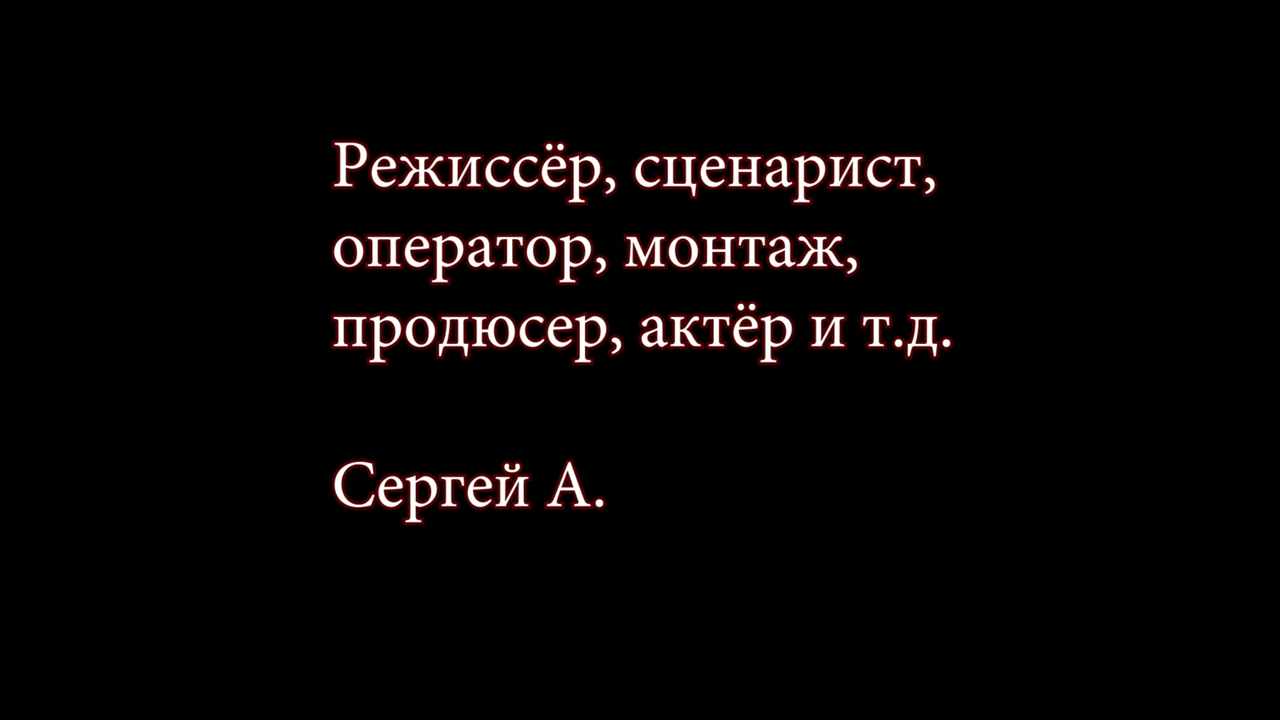 Режиссёр, сценарист,
оператор, монтаж,
продюсер, актёр и т.д.
Сергей А.